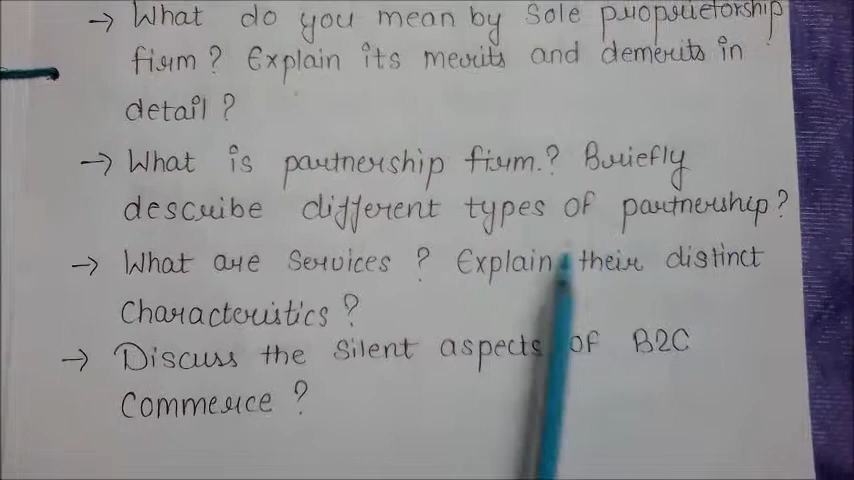 → What do you mean by Sole proprietorship
firm? Explain its merits and demerits in
detail?
→ What is partnership firm.? Briefly
describe different types of partnership?
→ What are Services? Explain their distinct
Characteristics?
→ Discuss the Silent aspects of B2C
Commerce?